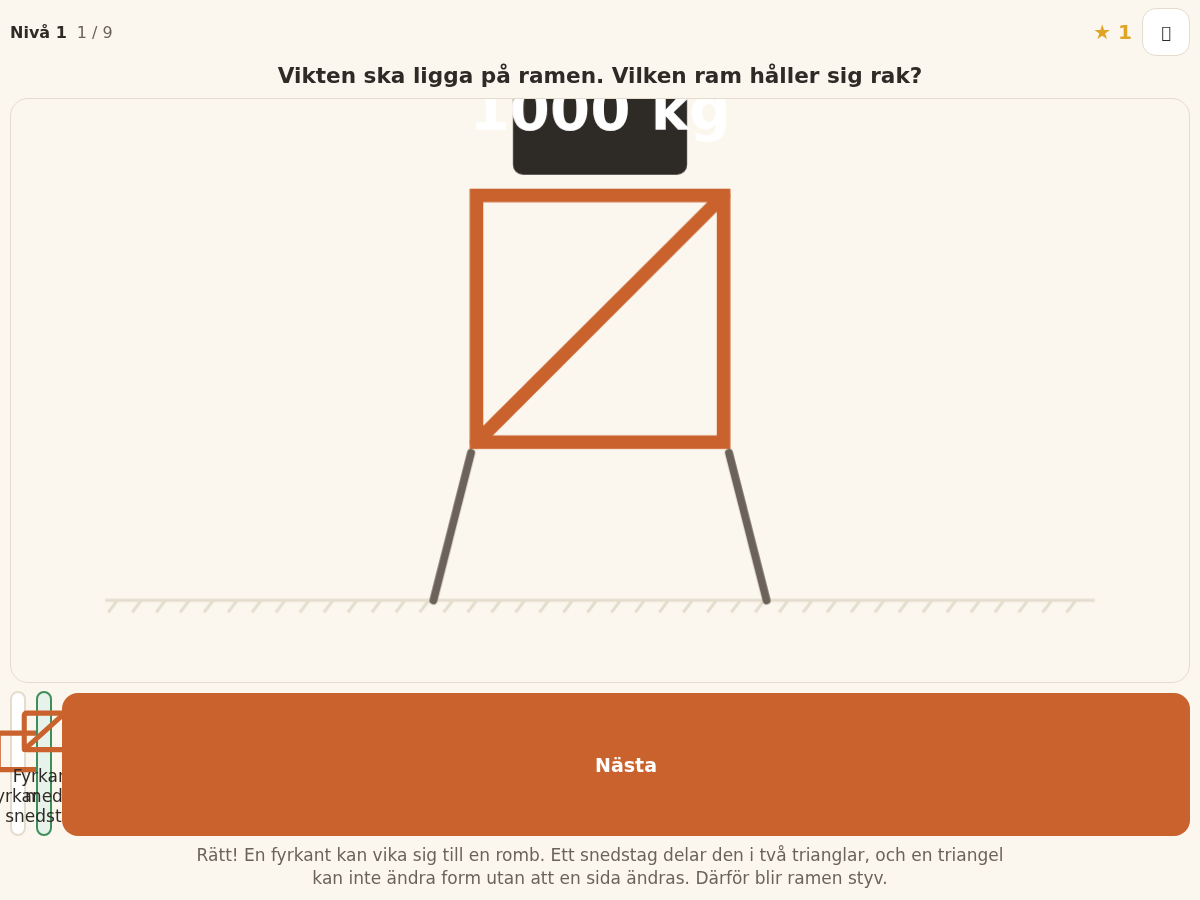 Nivå 1 1 / 9
★ 1
Vikten ska ligga på ramen. Vilken ram håller sig rak?
1000 kg
Nästa
Rätt! En fyrkant kan vika sig till en romb. Ett snedstag delar den i två trianglar, och en triangel
kan inte ändra form utan att en sida ändras. Därför blir ramen styv.